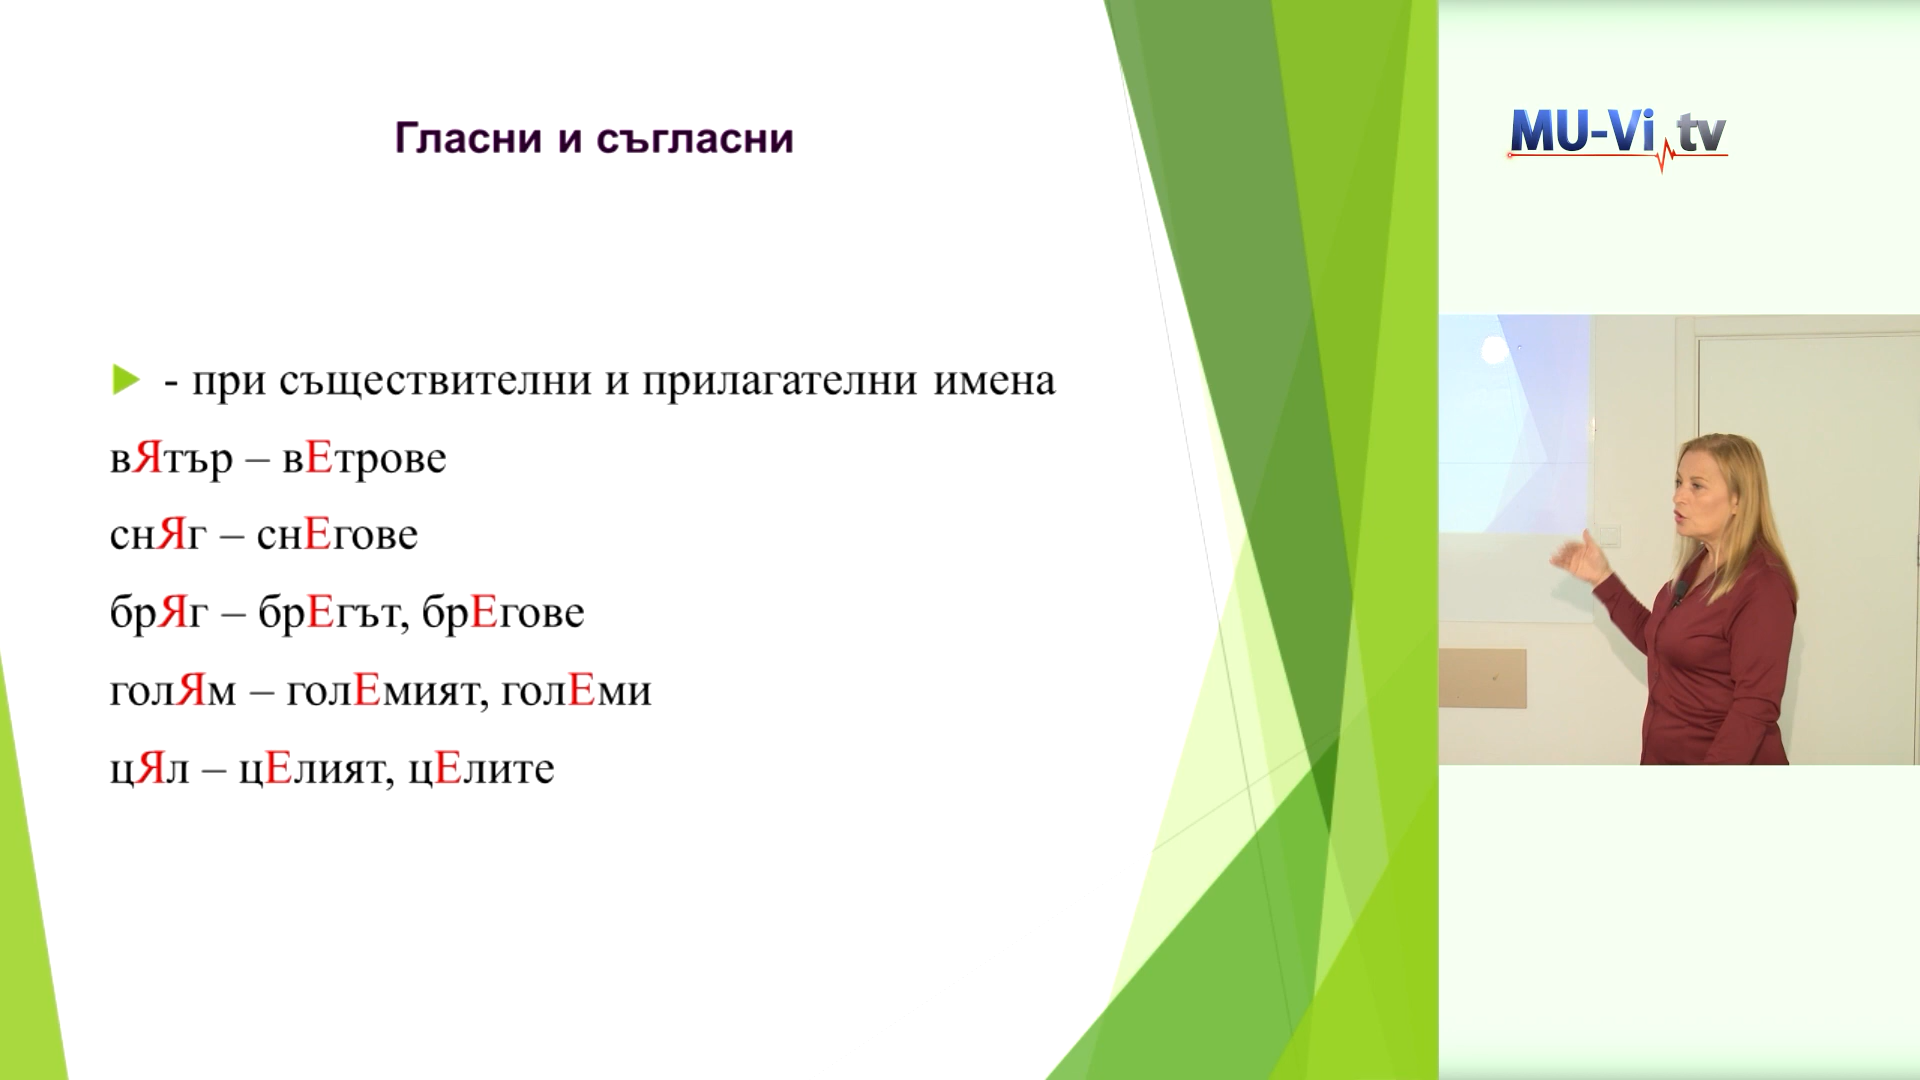 Гласни и съгласни
MU-Vi tv
- при съществителни и прилагателни имена
вЯтър – вЕтрове
снЯг – снЕгове
брЯг – брЕгът, брЕгове
голЯм – голЕмият, голЕми
цЯл – цЕлият, цЕлите